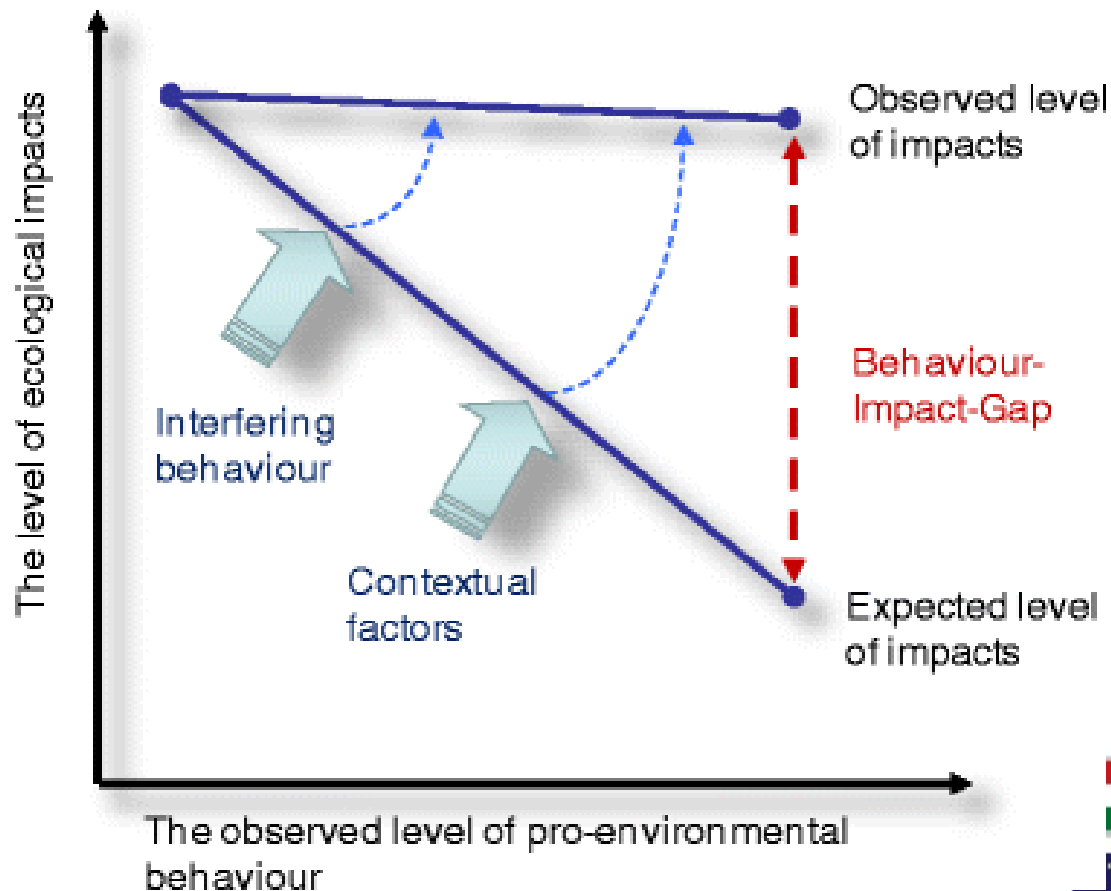 The level of ecological impacts
Observed level
of impacts
Behaviour-
Impact-Gap
Interfering
behaviour
Contextual
factors
Expected level
of impacts
The observed level of pro-environmental
behaviour